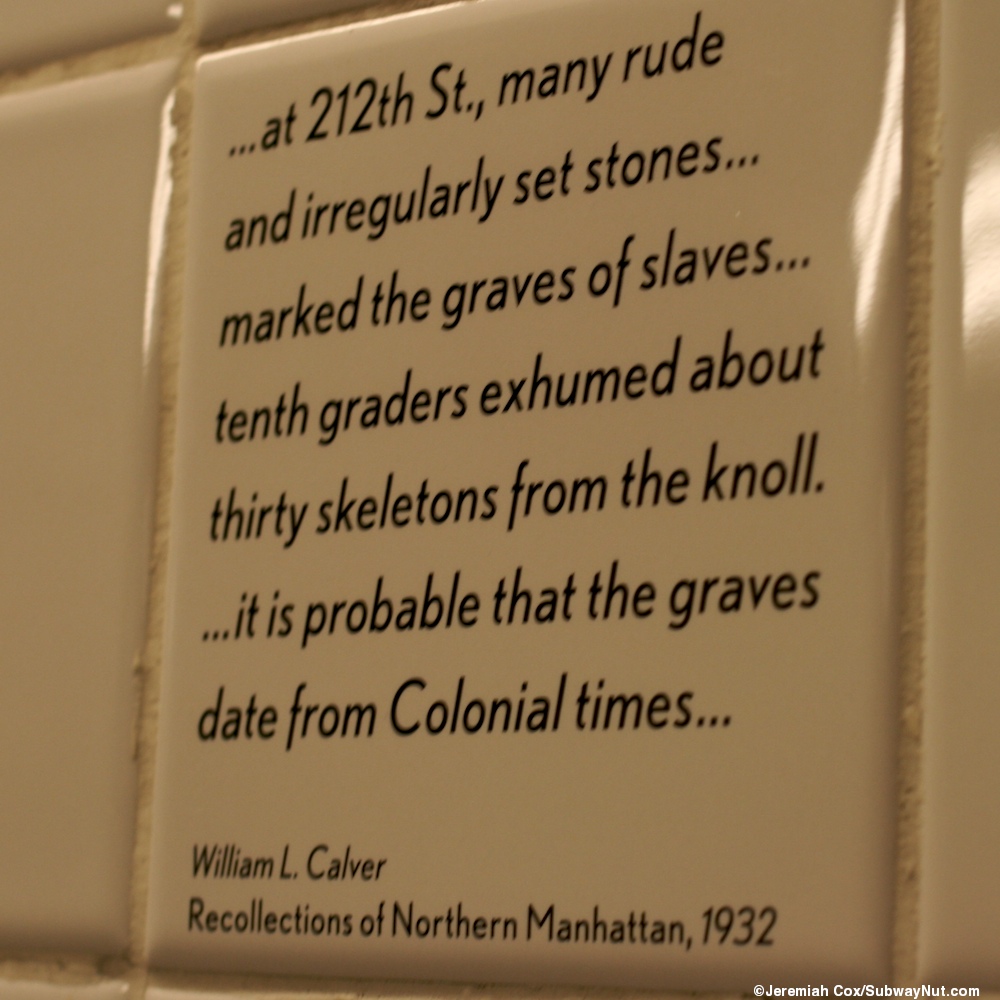 ...at 212th St., many rude
and irregularly set stones...
marked the graves of slaves...
tenth graders exhumed about
thirty skeletons from the knoll.
...it is probable that the graves
date from Colonial times...
William L. Calver
Recollections of Northern Manhattan, 1932
©Jeremiah Cox/SubwayNut.com